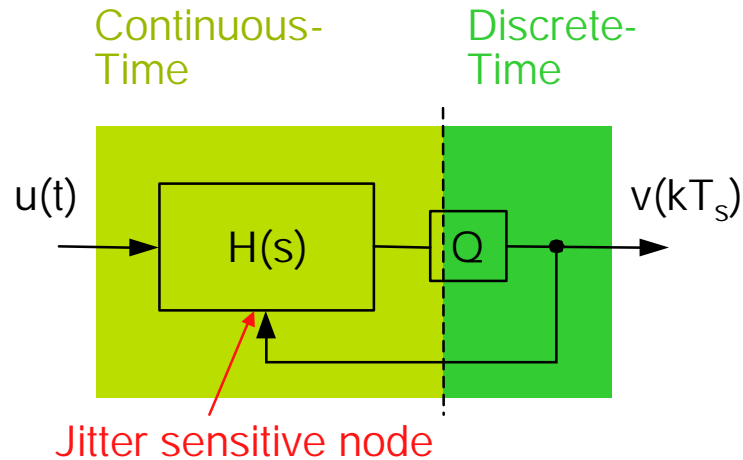 Continuous-
Time
Discrete-
Time
u(t)
H(s)
Q
v(kTs)
Jitter sensitive node